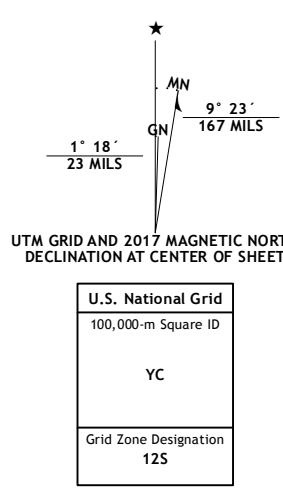 ★
MN
GN
9° 23´
167 MILS
1° 18´
23 MILS
UTM GRID AND 2017 MAGNETIC NORT
DECLINATION AT CENTER OF SHEET
U.S. National Grid
100,000-m Square ID
YC
Grid Zone Designation
12S